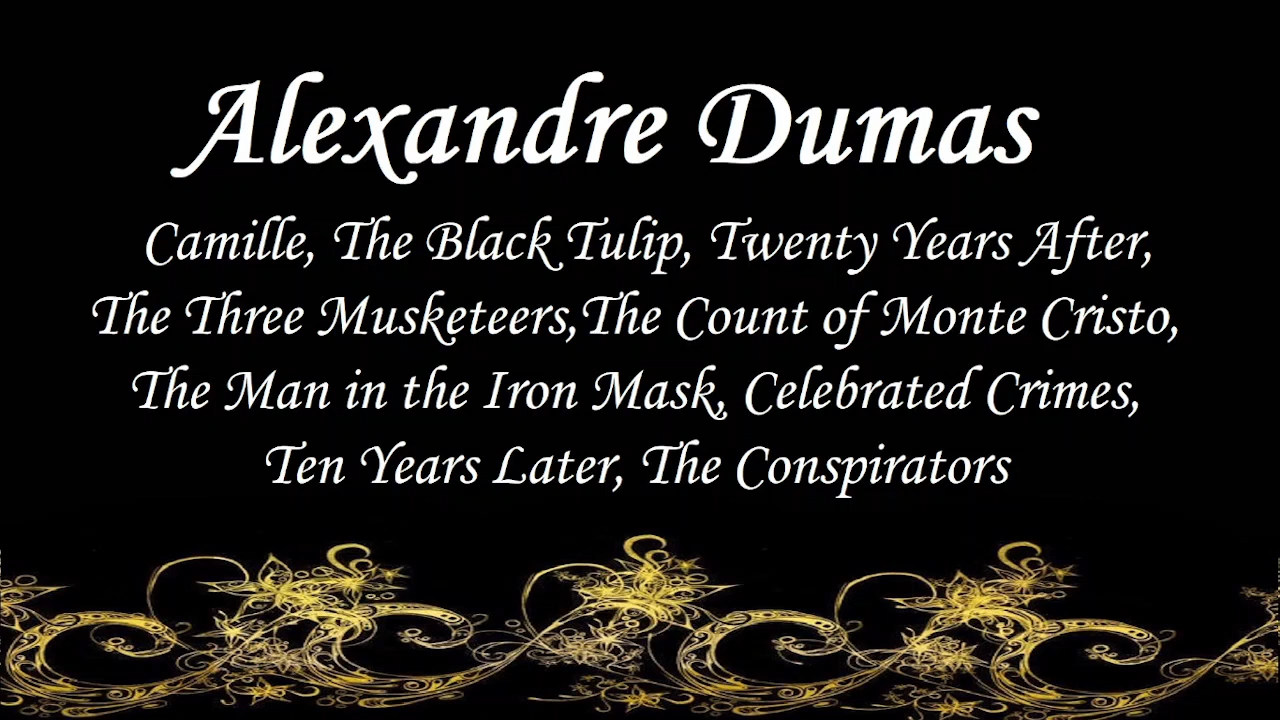 Alexandre Dumas
Camille, The Black Tulip, Twenty Years After,
The Three Musketeers,The Count of Monte Cristo,
The Man in the Iron Mask, Celebrated Crimes,
Ten Years Later, The Conspirators